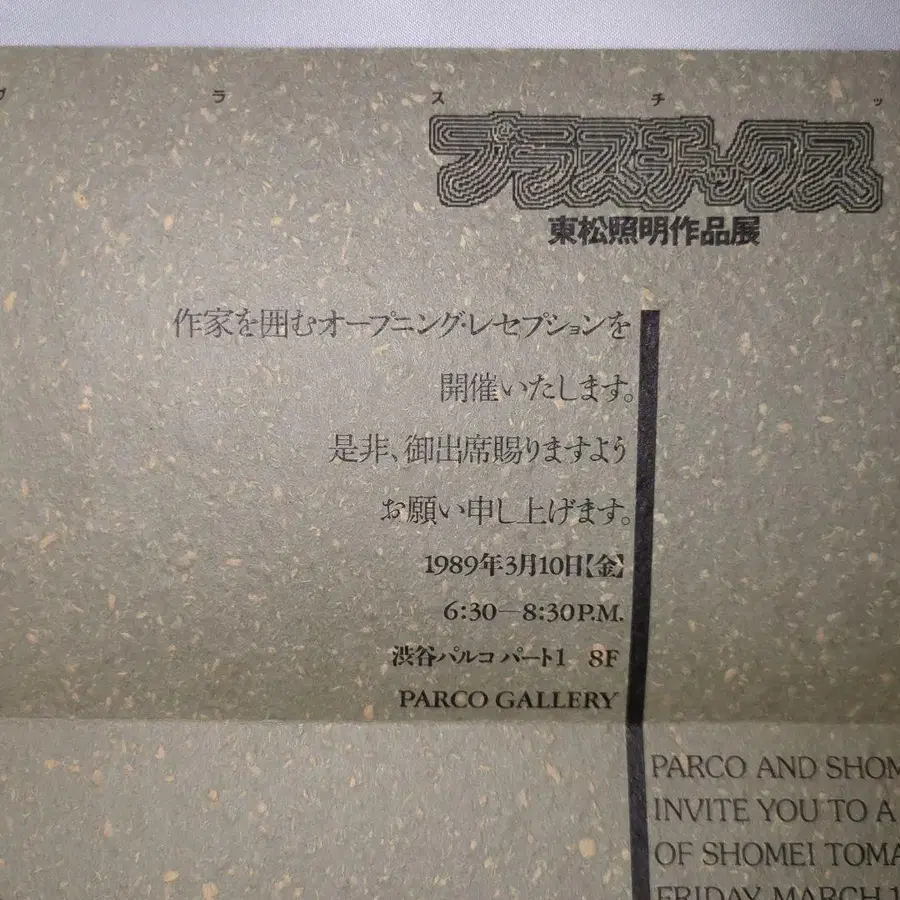 プ ラ ス チ ッ
プラスチックス
東松照明作品展
作家を囲むオープニング・レセプションを
開催いたします。
是非、御出席賜りますよう
お願い申し上げます。
1989年3月10日【金】
6:30—8:30P.M.
渋谷パルコ パート1 8F
PARCO GALLERY
PARCO AND SHOM
INVITE YOU TO A
OF SHOMEI TOMA
FRIDAY, MARCH 1